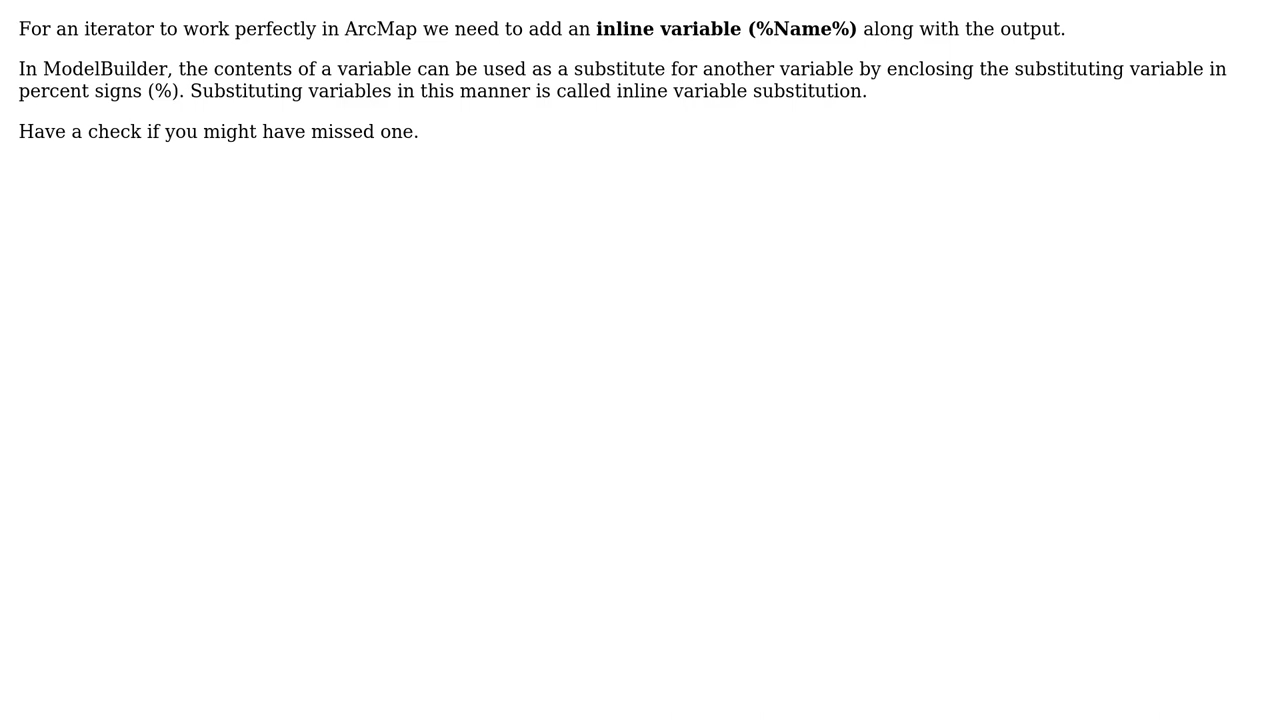 For an iterator to work perfectly in ArcMap we need to add an inline variable (%Name%) along with the output.
In ModelBuilder, the contents of a variable can be used as a substitute for another variable by enclosing the substituting variable in
percent signs (%). Substituting variables in this manner is called inline variable substitution.
Have a check if you might have missed one.